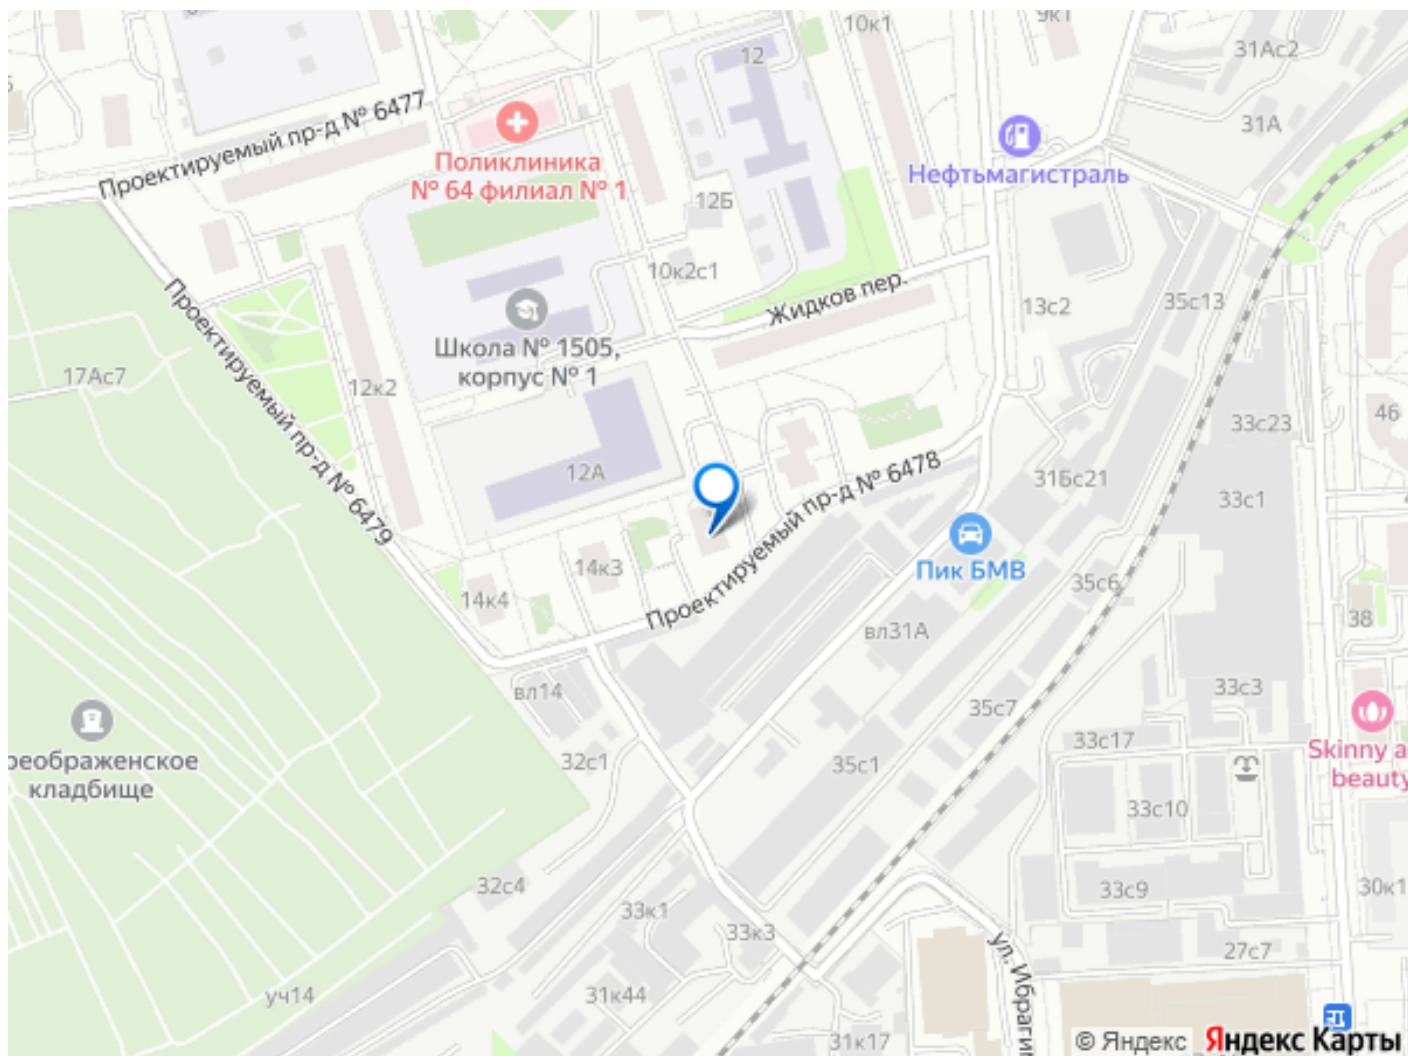 9к1
10к1
31Ас2
12
31А
Проектируемый пр-д № 6477
Поликлиника
№ 64 филиал № 1
Нефтьмагистраль
12Б
10к2с1
Жидков пер.
13с2
35с13
Проектируемый пр-д № 6479
Школа № 1505,
корпус № 1
17Ас7
12к2
46
33с23
12А
Проектируемый пр-д № 6478
31Бс21
33с1
Пик БМВ
14к3
14к4
35с6
вл31А
38
вл14
33с3
35с7
реображенское
кладбище
32с1
35с1
33с17
Skinny a
beauty
33с10
32с4
33к1
33с9
30к1
33к3
ул. Ибрагим
27с7
уч14
31к44
31к17
© Яндекс Яндекс Карты